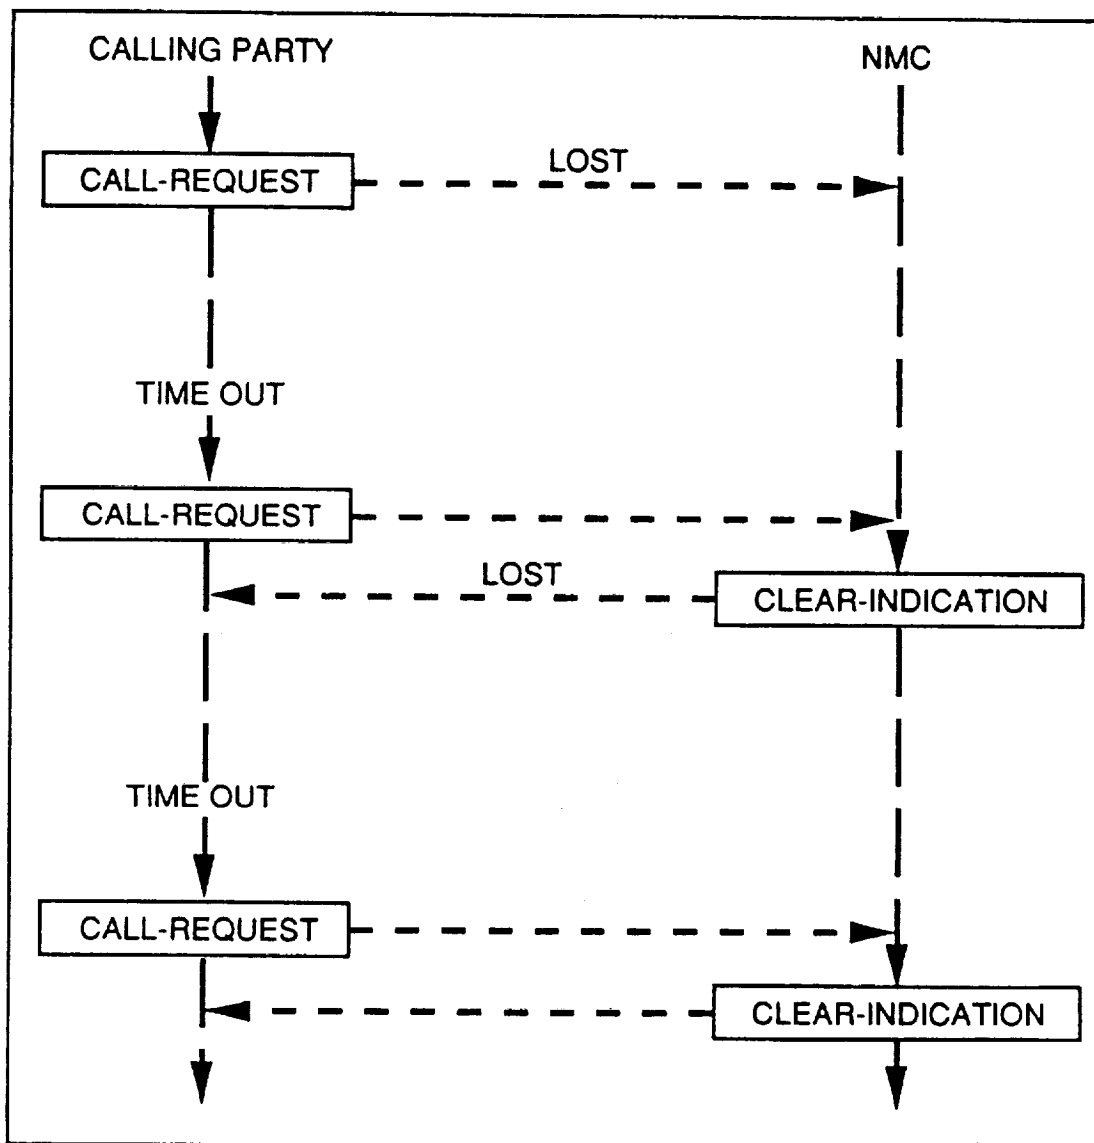 CALLING PARTY
NMC
CALL-REQUEST
LOST
TIME OUT
CALL-REQUEST
LOST
CLEAR-INDICATION
TIME OUT
CALL-REQUEST
CLEAR-INDICATION